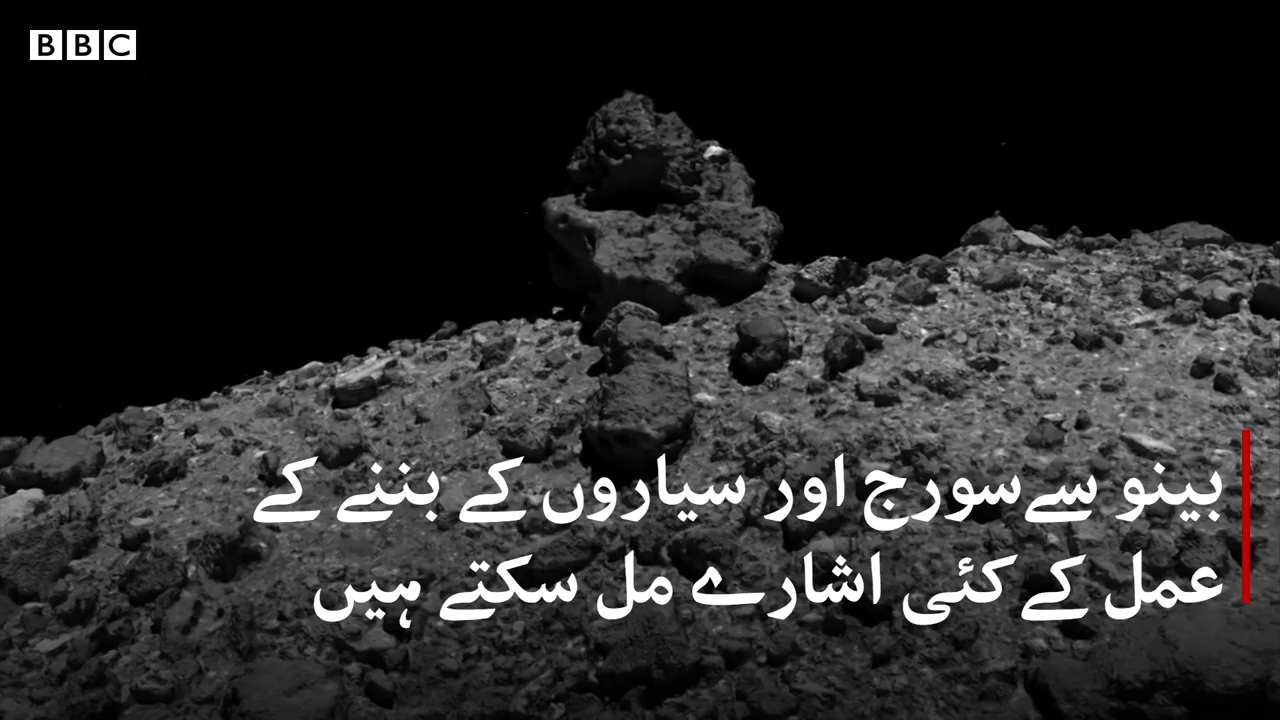 BBC
بینو سے سورج اور سیاروں کے بننے کے
عمل کے کئی اشارے مل سکتے ہیں